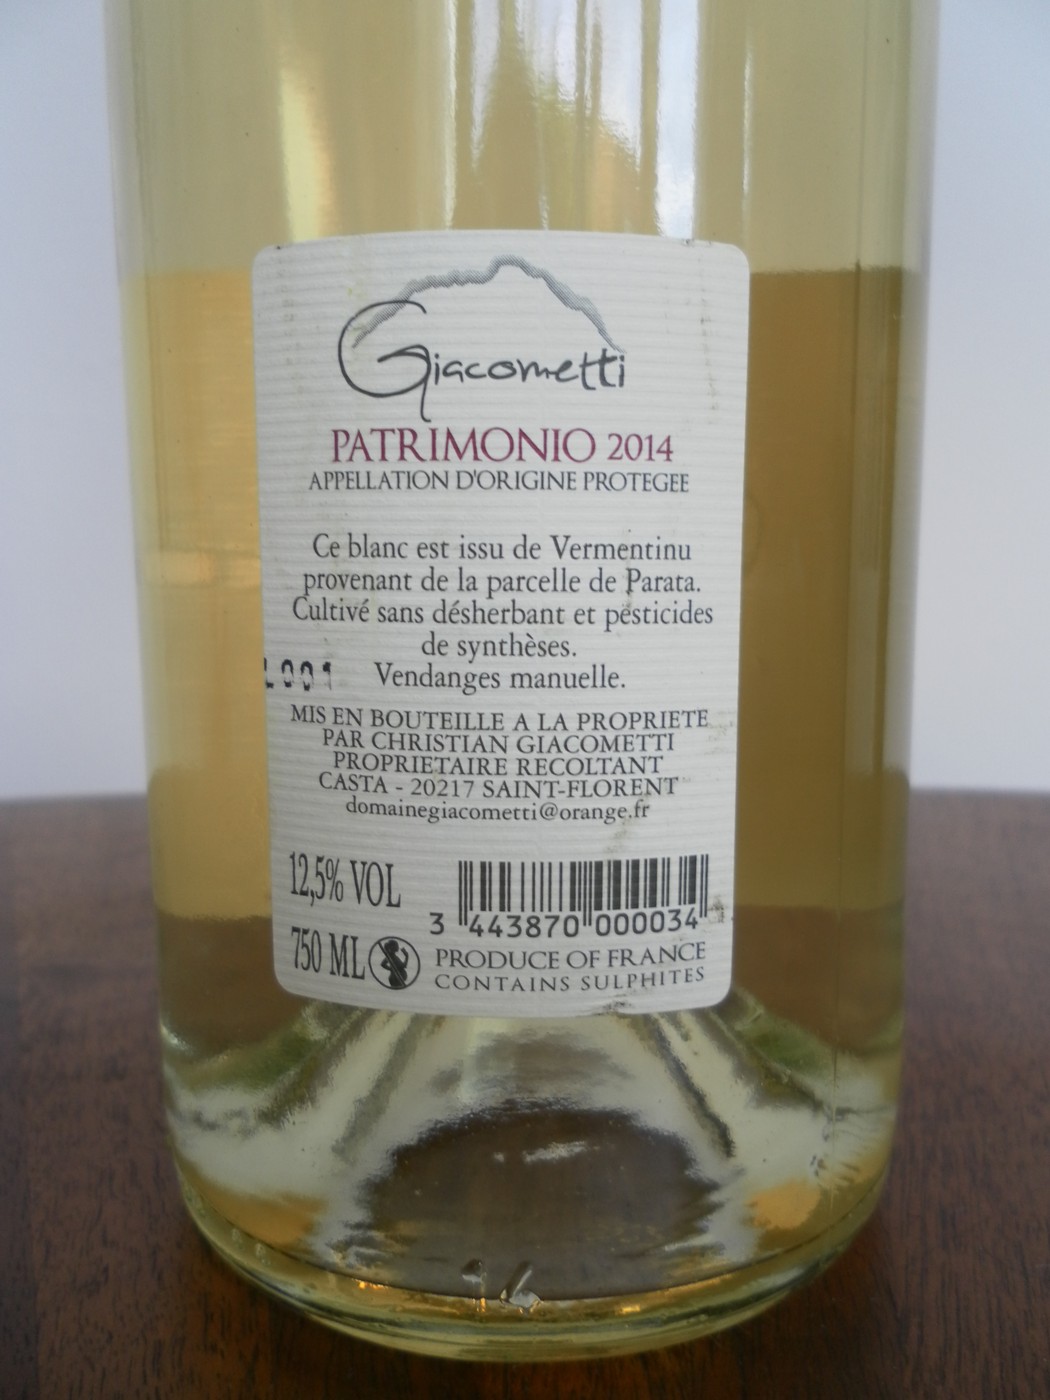 Giacometti
PATRIMONIO 2014
APPELLATION D'ORIGINE PROTEGEE
Ce blanc est issu de Vermentinu
provenant de la parcelle de Parata.
Cultivé sans désherbant et pesticides
de synthèses.
L001 Vendanges manuelle.
MIS EN BOUTEILLE A LA PROPRIETE
PAR CHRISTIAN GIACOMETTI
PROPRIETAIRE RECOLTANT
CASTA - 20217 SAINT-FLORENT
domainegiacometti@orange.fr
12,5% VOL
3 443870 000034
750 ML
PRODUCE OF FRANCE
CONTAINS SULPHITES
16